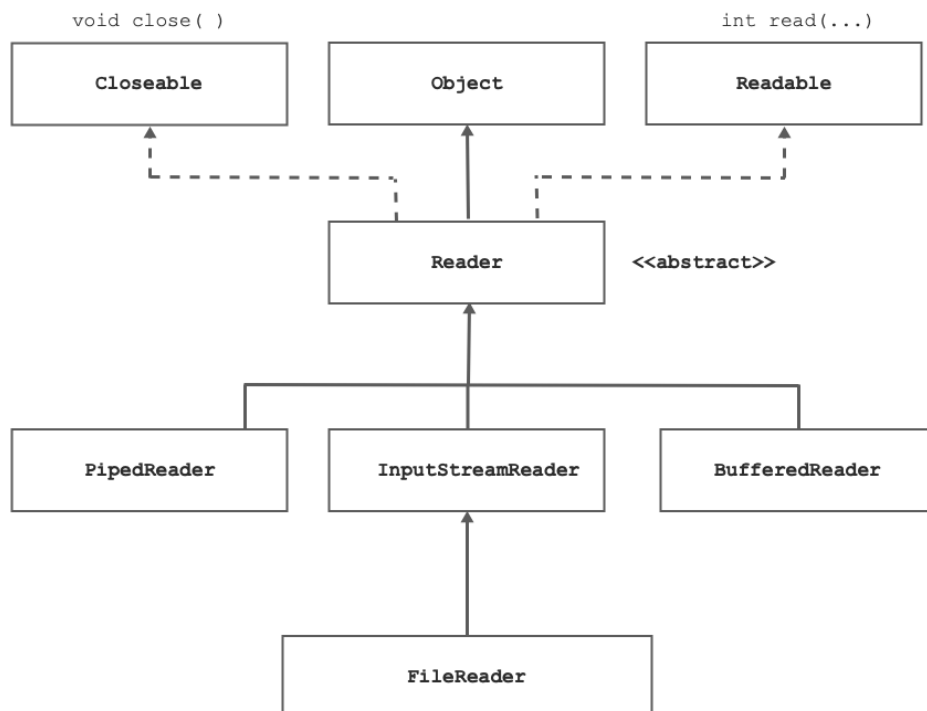 void close( )
int read(...)
Closeable
Object
Readable
Reader
<<abstract>>
PipedReader
InputStreamReader
BufferedReader
FileReader